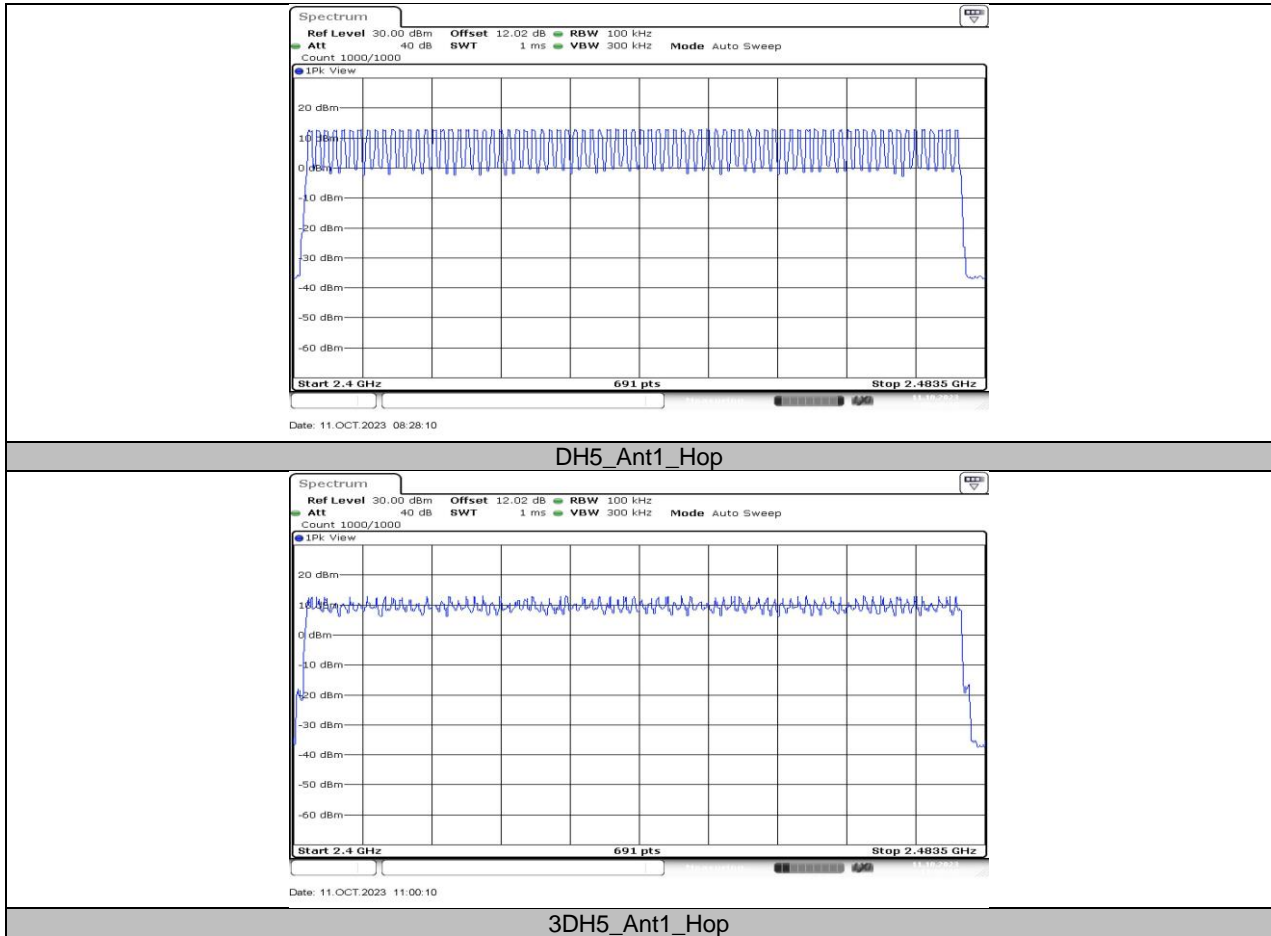 Spectrum
Ref Level 30.00 dBm Offset 12.02 dB RBW 100 kHz
Att 40 dB SWT 1 ms VBW 300 kHz Mode Auto Sweep
Count 1000/1000
1Pk View
20 dBm
10 dBm
0 dBm
-10 dBm
-20 dBm
-30 dBm
-40 dBm
-50 dBm
-60 dBm
Start 2.4 GHz 691 pts Stop 2.4835 GHz
Date: 11.OCT.2023 08:28:10
DH5_Ant1_Hop
Spectrum
Ref Level 30.00 dBm Offset 12.02 dB RBW 100 kHz
Att 40 dB SWT 1 ms VBW 300 kHz Mode Auto Sweep
Count 1000/1000
1Pk View
20 dBm
10 dBm
0 dBm
-10 dBm
-20 dBm
-30 dBm
-40 dBm
-50 dBm
-60 dBm
Start 2.4 GHz 691 pts Stop 2.4835 GHz
Date: 11.OCT.2023 11:00:10
3DH5_Ant1_Hop